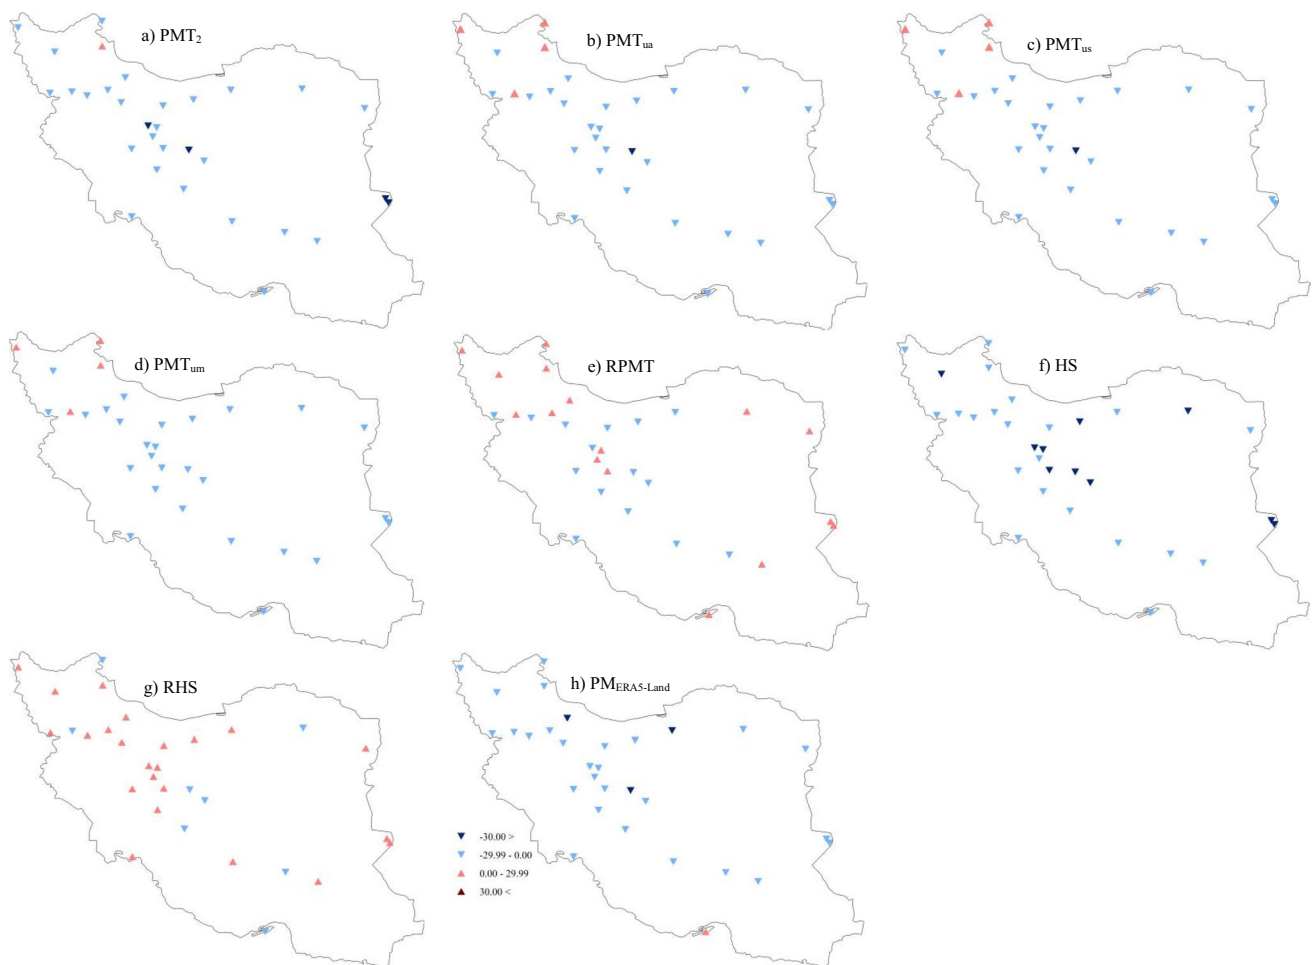 a) PMT₂
b) PMTua
c) PMTus
d) PMTum
e) RPMT
f) HS
g) RHS
h) PMERA5-Land
-30.00 >
-29.99 - 0.00
0.00 - 29.99
30.00 <